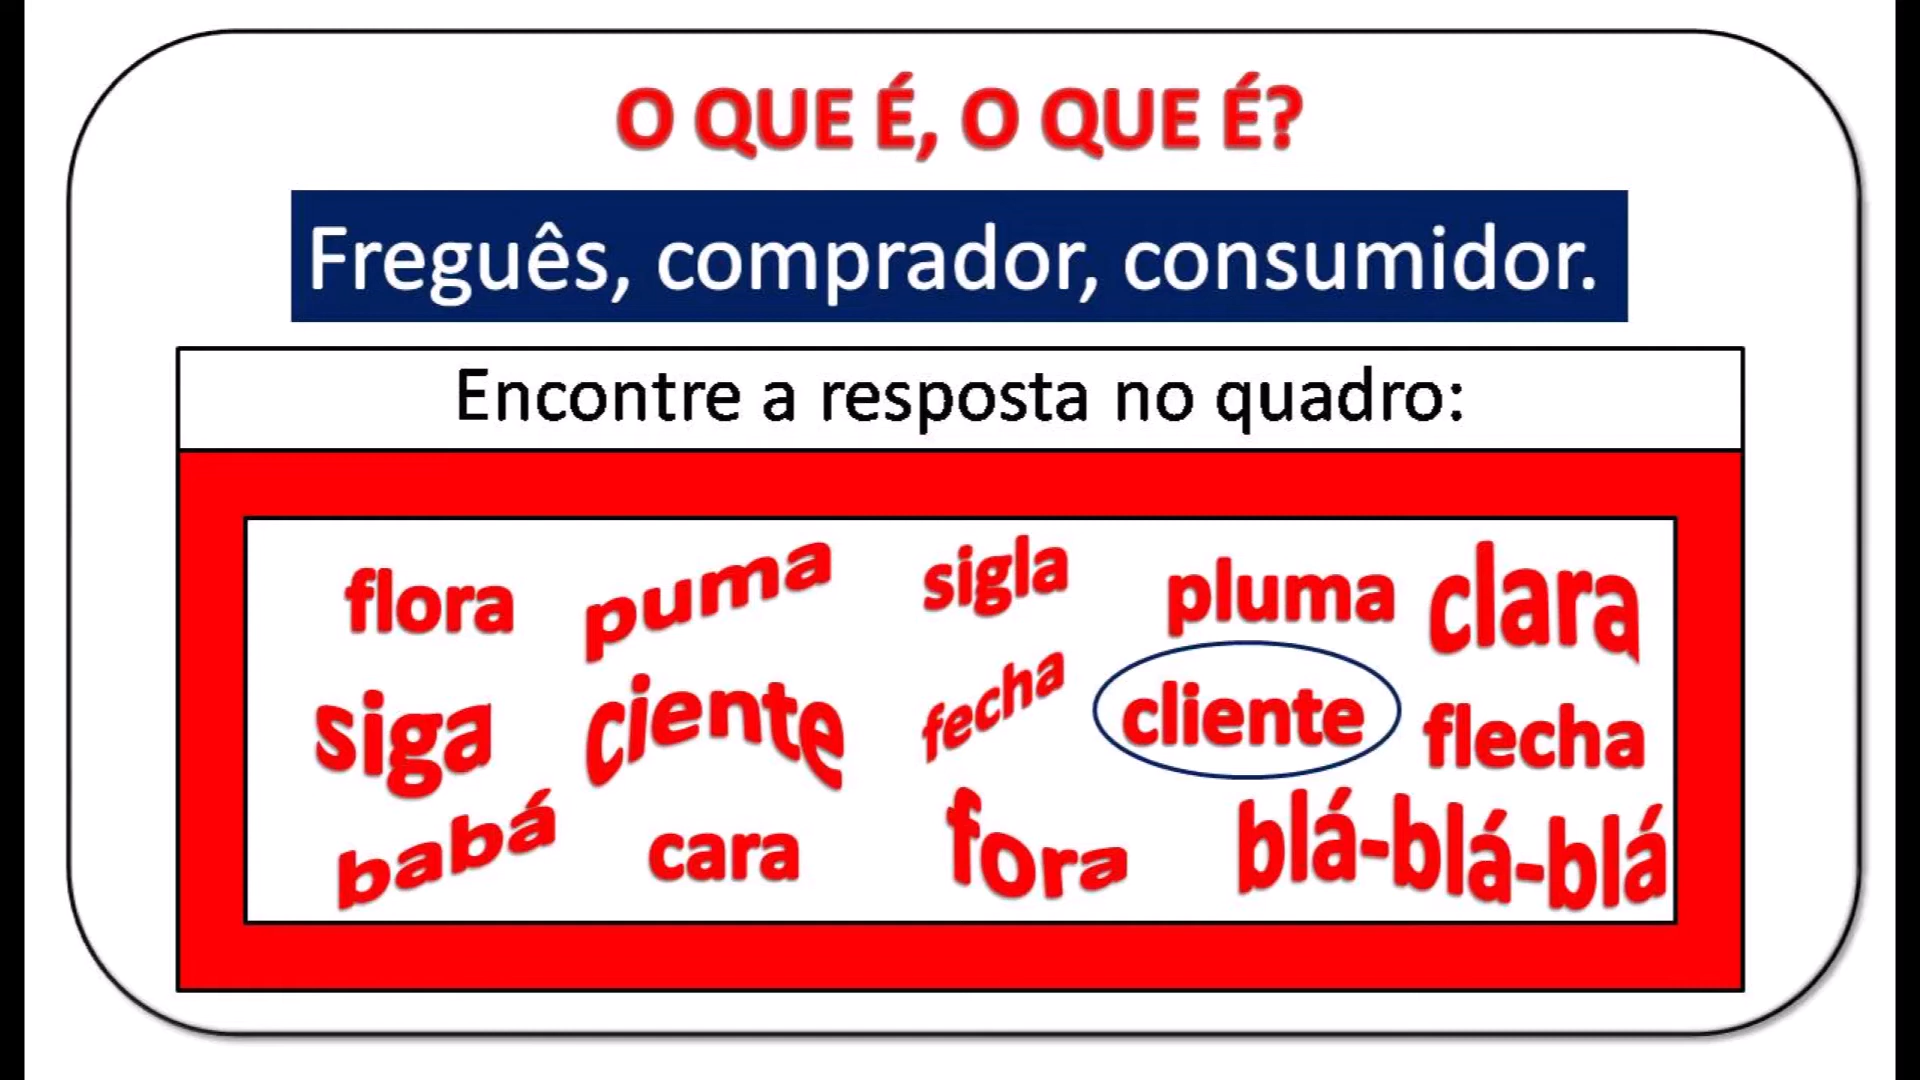 O QUE É, O QUE É?
Freguês, comprador, consumidor.
Encontre a resposta no quadro:
flora puma sigla pluma clara
siga ciente fecha cliente flecha
babá cara fora blá-blá-blá